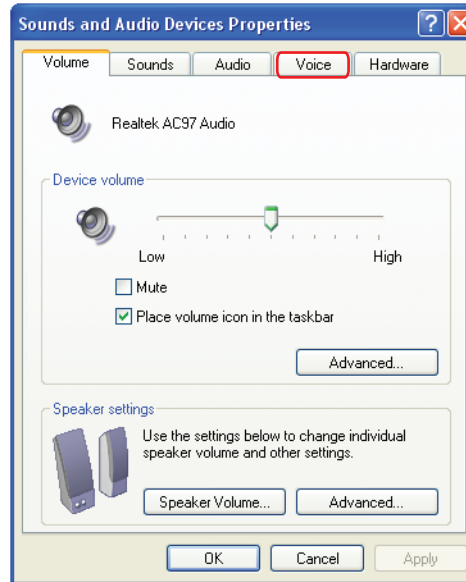 Sounds and Audio Devices Properties
Volume Sounds Audio Voice Hardware
Realtek AC97 Audio
Device volume
Low High
Mute
Place volume icon in the taskbar
Advanced...
Speaker settings
Use the settings below to change individual
speaker volume and other settings.
Speaker Volume... Advanced...
OK Cancel Apply